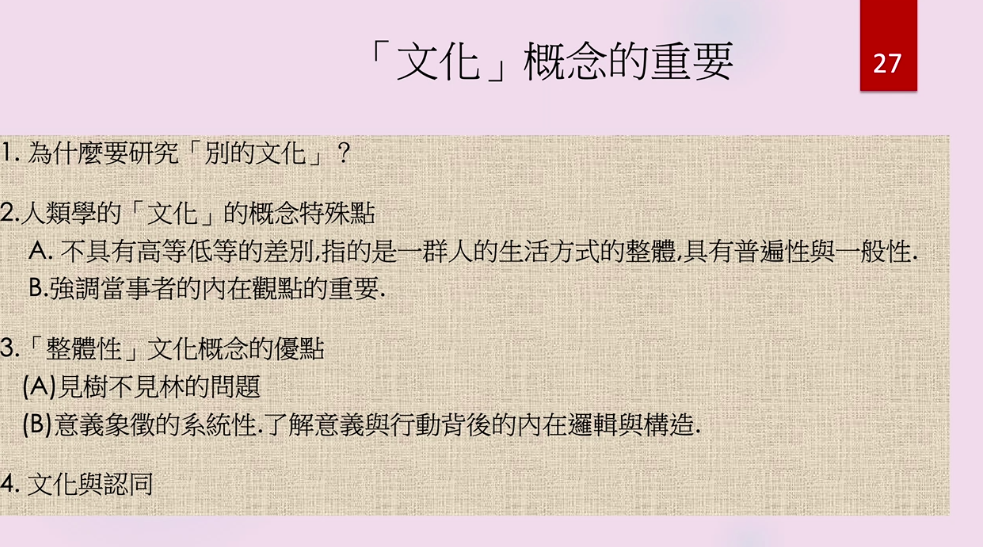 「文化」概念的重要
27
1. 為什麼要研究「別的文化」？
2.人類學的「文化」的概念特殊點
A. 不具有高等低等的差別,指的是一群人的生活方式的整體,具有普遍性與一般性.
B.強調當事者的內在觀點的重要.
3.「整體性」文化概念的優點
(A)見樹不見林的問題
(B)意義象徵的系統性.了解意義與行動背後的內在邏輯與構造.
4. 文化與認同